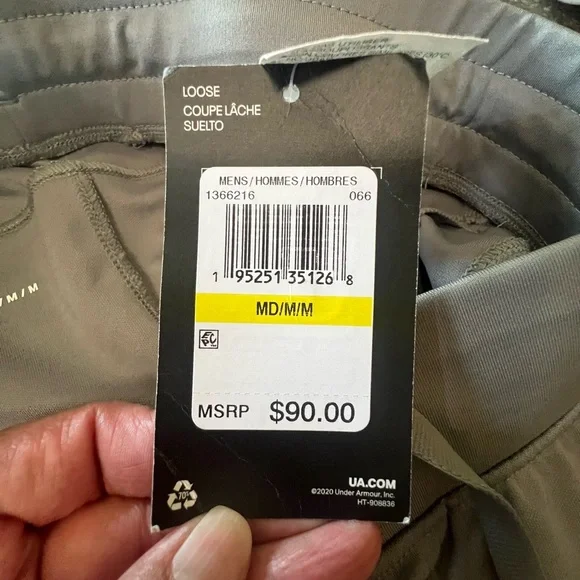 LOOSE
COUPE LÂCHE
SUELTO
MENS/HOMMES/HOMBRES
1366216 066
1 95251 35126 8
MD/M/M
MSRP $90.00
UA.COM
©2020 Under Armour, Inc.
HT-908836
70%
/M/M